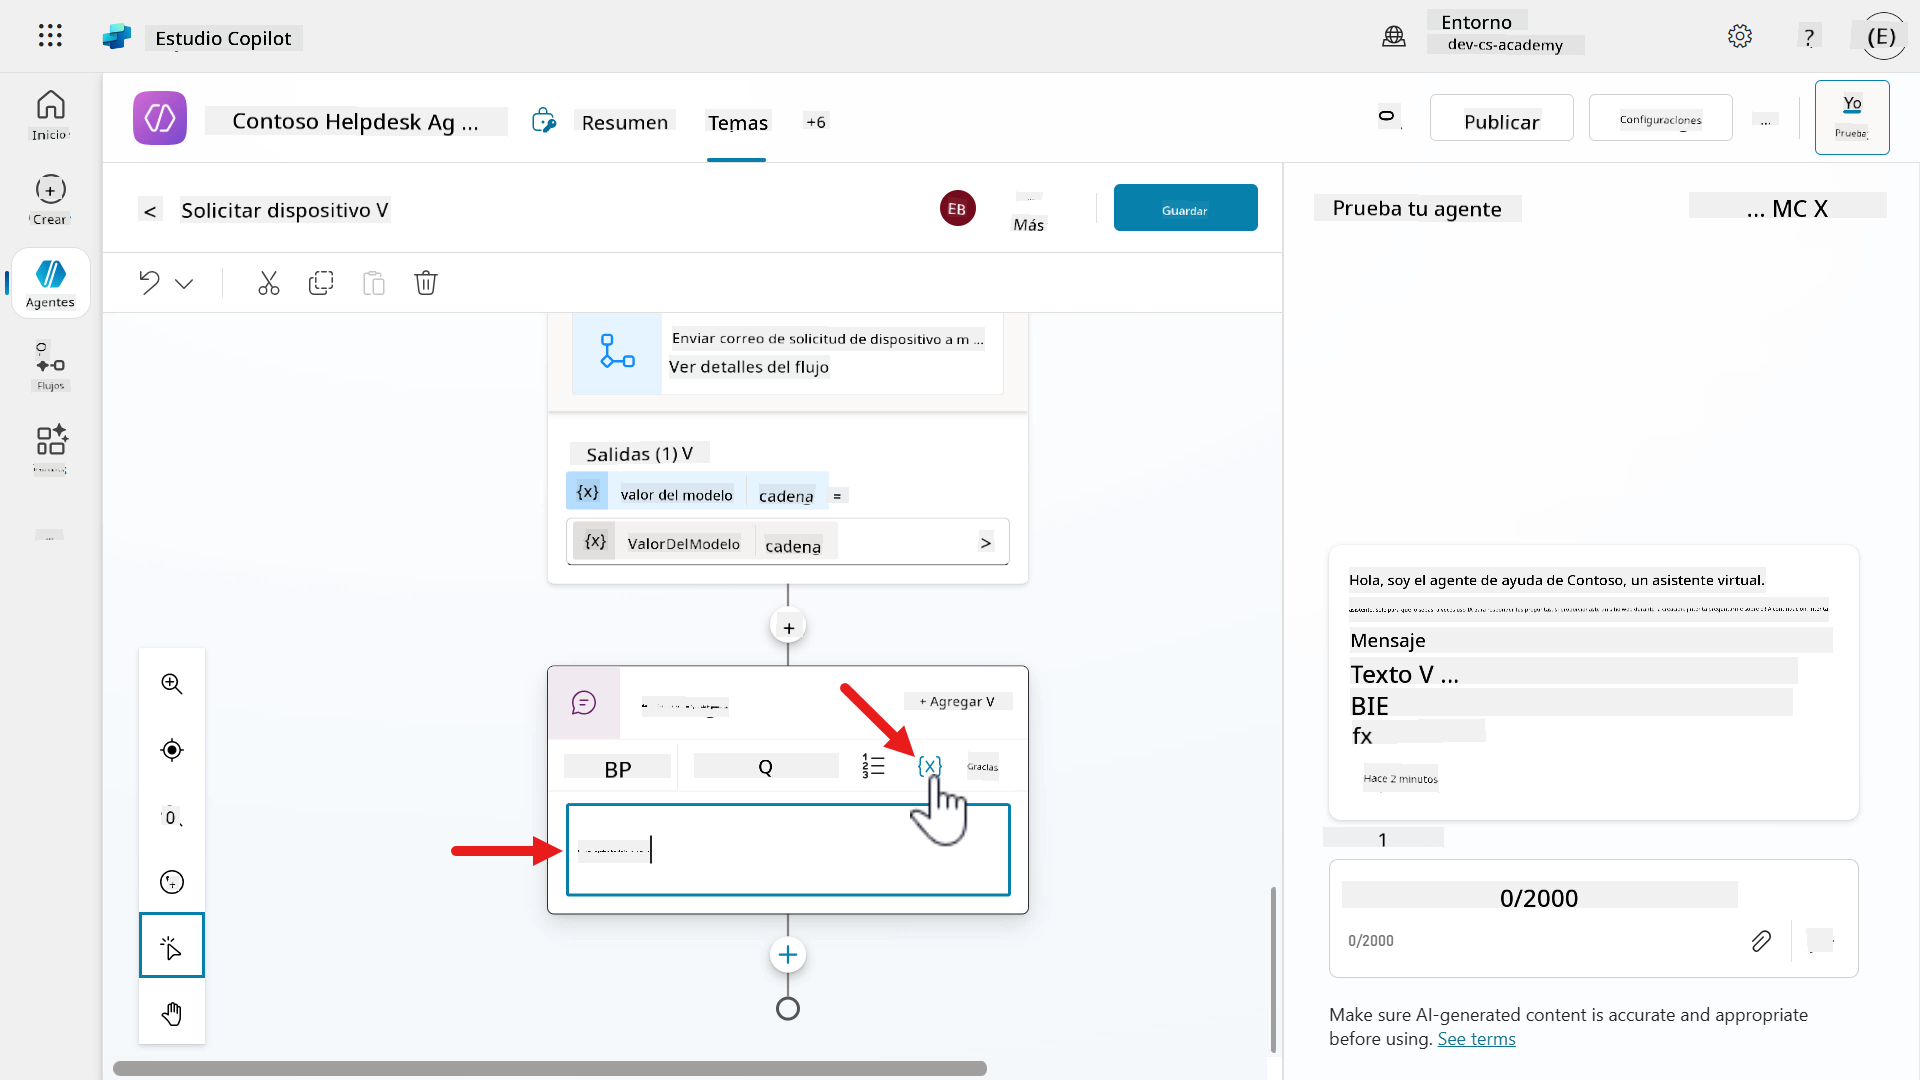 Estudio Copilot
Entorno
dev-cs-academy
?
(E)
Inicio
Crear
Agentes
Flujos
Contoso Helpdesk Ag ...
Resumen
Temas
+6
Publicar
Configuraciones
...
Yo
Prueba
< Solicitar dispositivo V
EB
Más
Guardar
Enviar correo de solicitud de dispositivo a m ...
Ver detalles del flujo
Salidas (1) V
{x} valor del modelo cadena =
{x} ValorDelModelo cadena >
+ Agregar V
BP
Q
{x}
Gracias
Prueba tu agente
... MC X
Hola, soy el agente de ayuda de Contoso, un asistente virtual.
Mensaje
Texto V ...
BIE
fx
Hace 2 minutos
1
0/2000
0/2000
Make sure AI-generated content is accurate and appropriate
before using. See terms